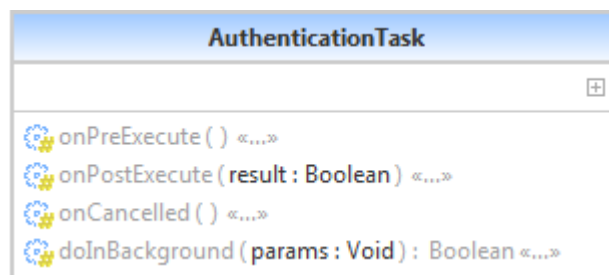 AuthenticationTask
onPreExecute ( ) «...»
onPostExecute ( result : Boolean ) «...»
onCancelled ( ) «...»
doInBackground ( params : Void ) : Boolean «...»